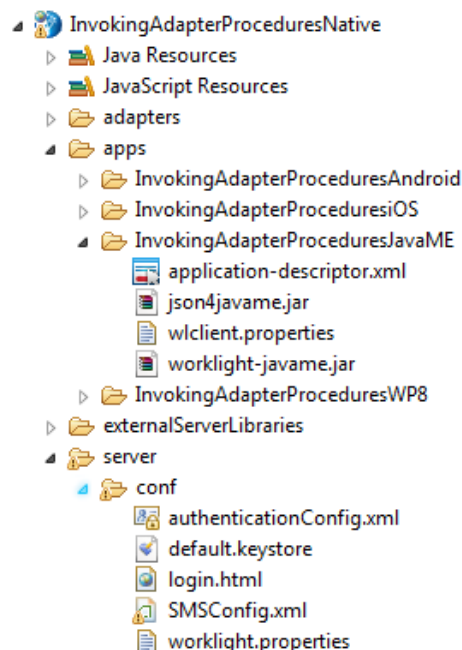 InvokingAdapterProceduresNative
Java Resources
JavaScript Resources
adapters
apps
InvokingAdapterProceduresAndroid
InvokingAdapterProceduresiOS
InvokingAdapterProceduresJavaME
application-descriptor.xml
json4javame.jar
wlclient.properties
worklight-javame.jar
InvokingAdapterProceduresWP8
externalServerLibraries
server
conf
authenticationConfig.xml
default.keystore
login.html
SMSConfig.xml
worklight.properties